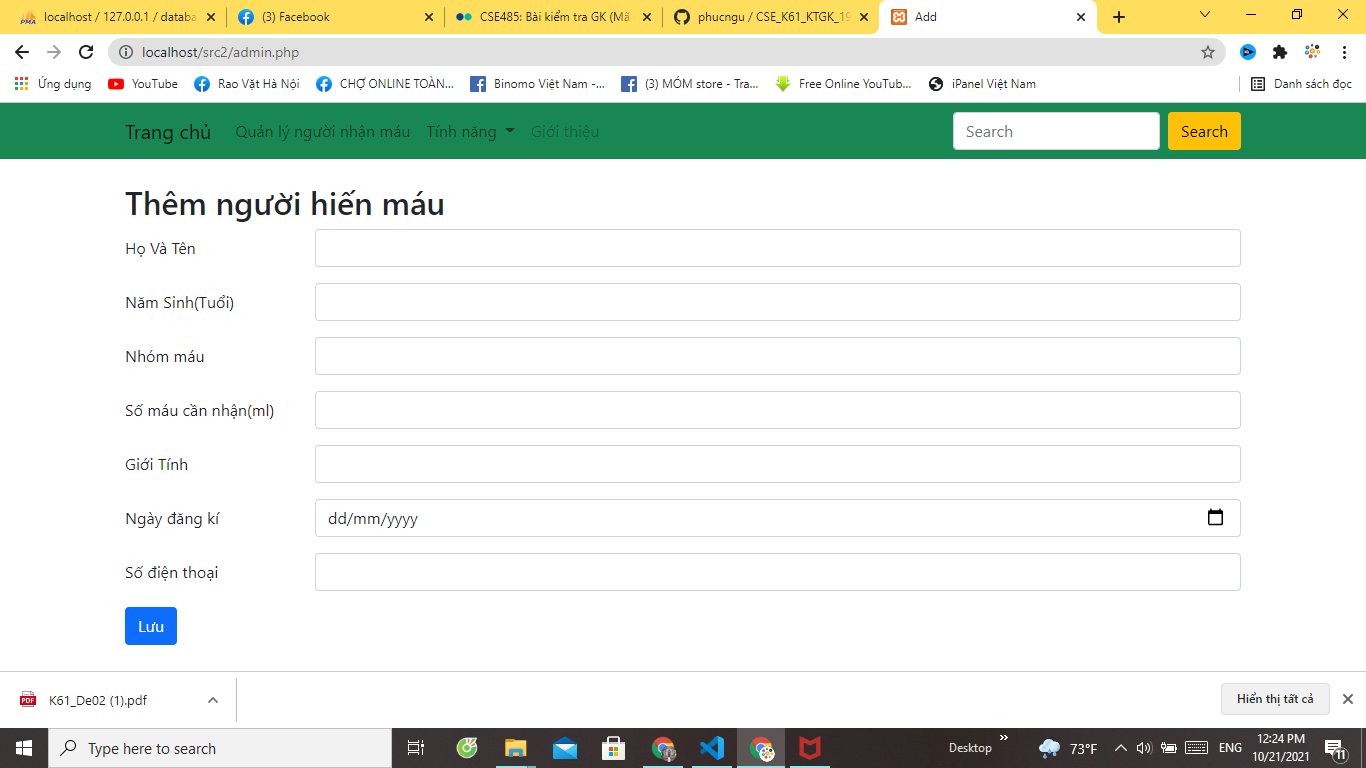 localhost / 127.0.0.1 / databa
(3) Facebook
CSE485: Bài kiểm tra GK (Mã
phucngu / CSE_K61_KTGK_19
Add
localhost/src2/admin.php
Ứng dụng
YouTube
Rao Vặt Hà Nội
CHỢ ONLINE TOÀN...
Binomo Việt Nam -...
(3) MÓM store - Tra...
Free Online YouTub...
iPanel Việt Nam
Danh sách đọc
Trang chủ
Quản lý người nhận máu
Tính năng
Giới thiệu
Search
Search
Thêm người hiến máu
Họ Và Tên
Năm Sinh(Tuổi)
Nhóm máu
Số máu cần nhận(ml)
Giới Tính
Ngày đăng kí
dd/mm/yyyy
Số điện thoại
Lưu
PDF
K61_De02 (1).pdf
Hiển thị tất cả
Type here to search
Desktop
73°F
ENG
12:24 PM
10/21/2021
11